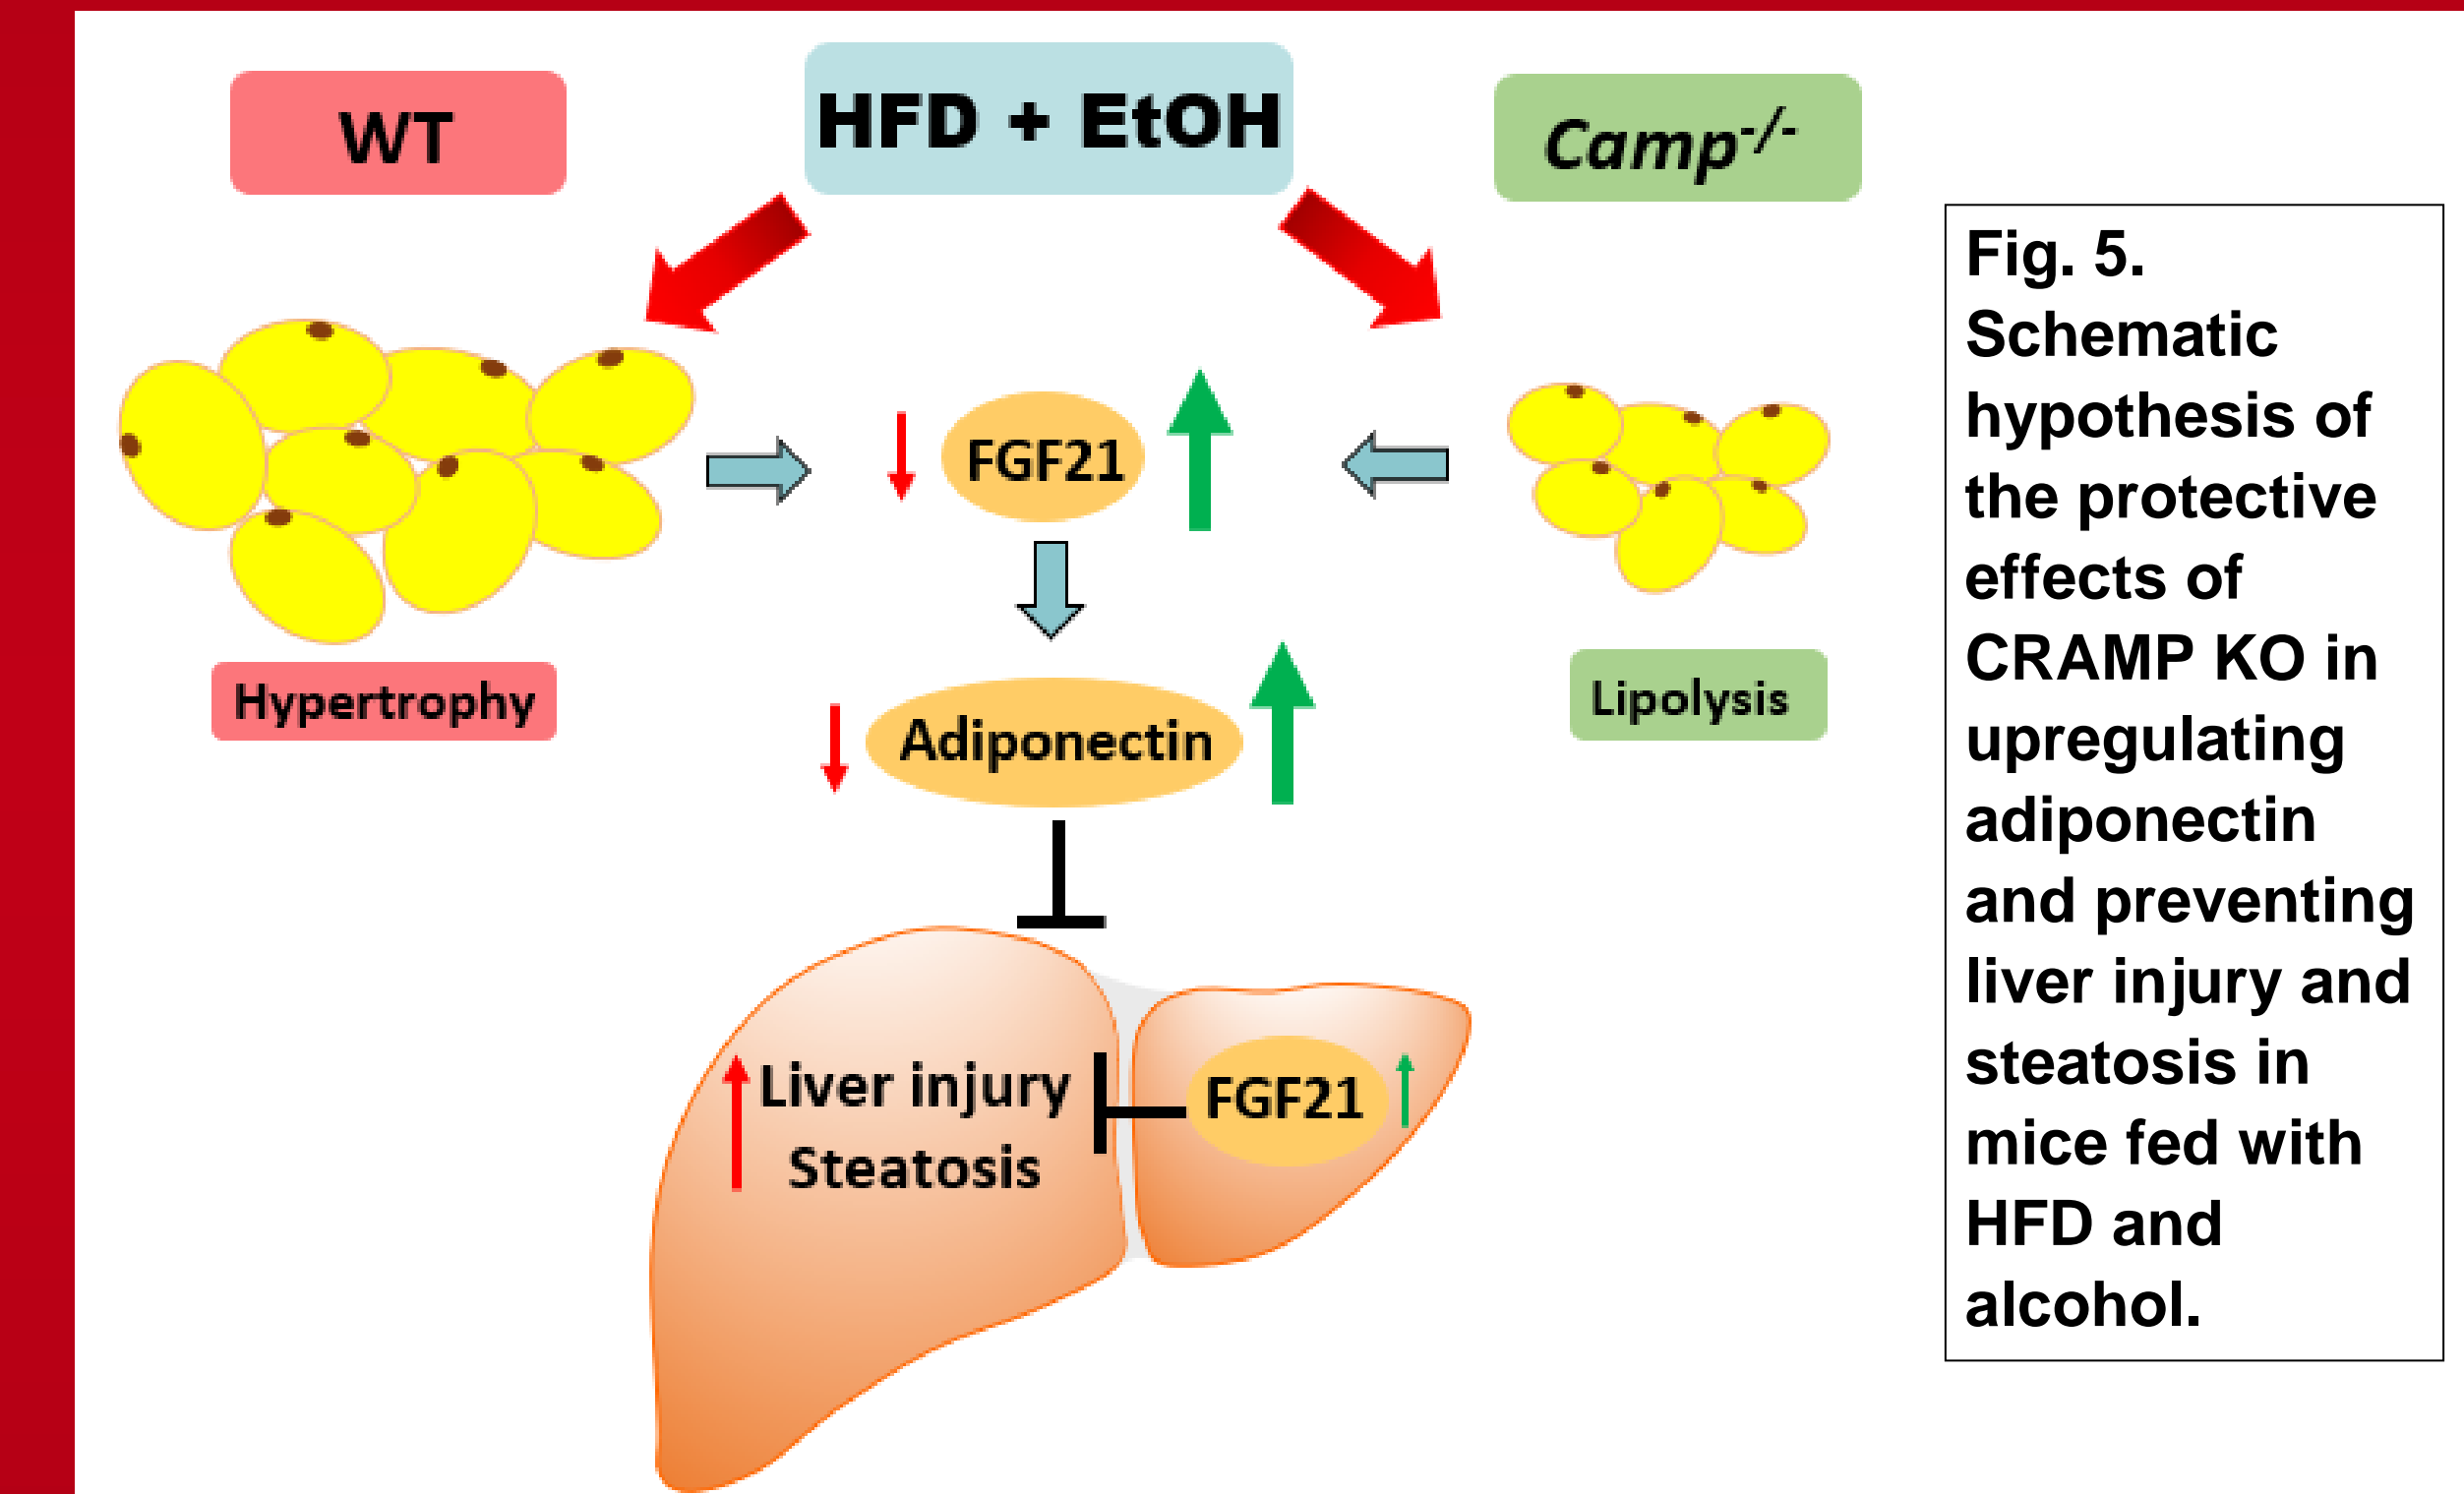 WT
HFD + EtOH
Camp-/-
FGF21
Hypertrophy
Adiponectin
Lipolysis
Liver injury
Steatosis
FGF21
Fig. 5.
Schematic
hypothesis of
the protective
effects of
CRAMP KO in
upregulating
adiponectin
and preventing
liver injury and
steatosis in
mice fed with
HFD and
alcohol.